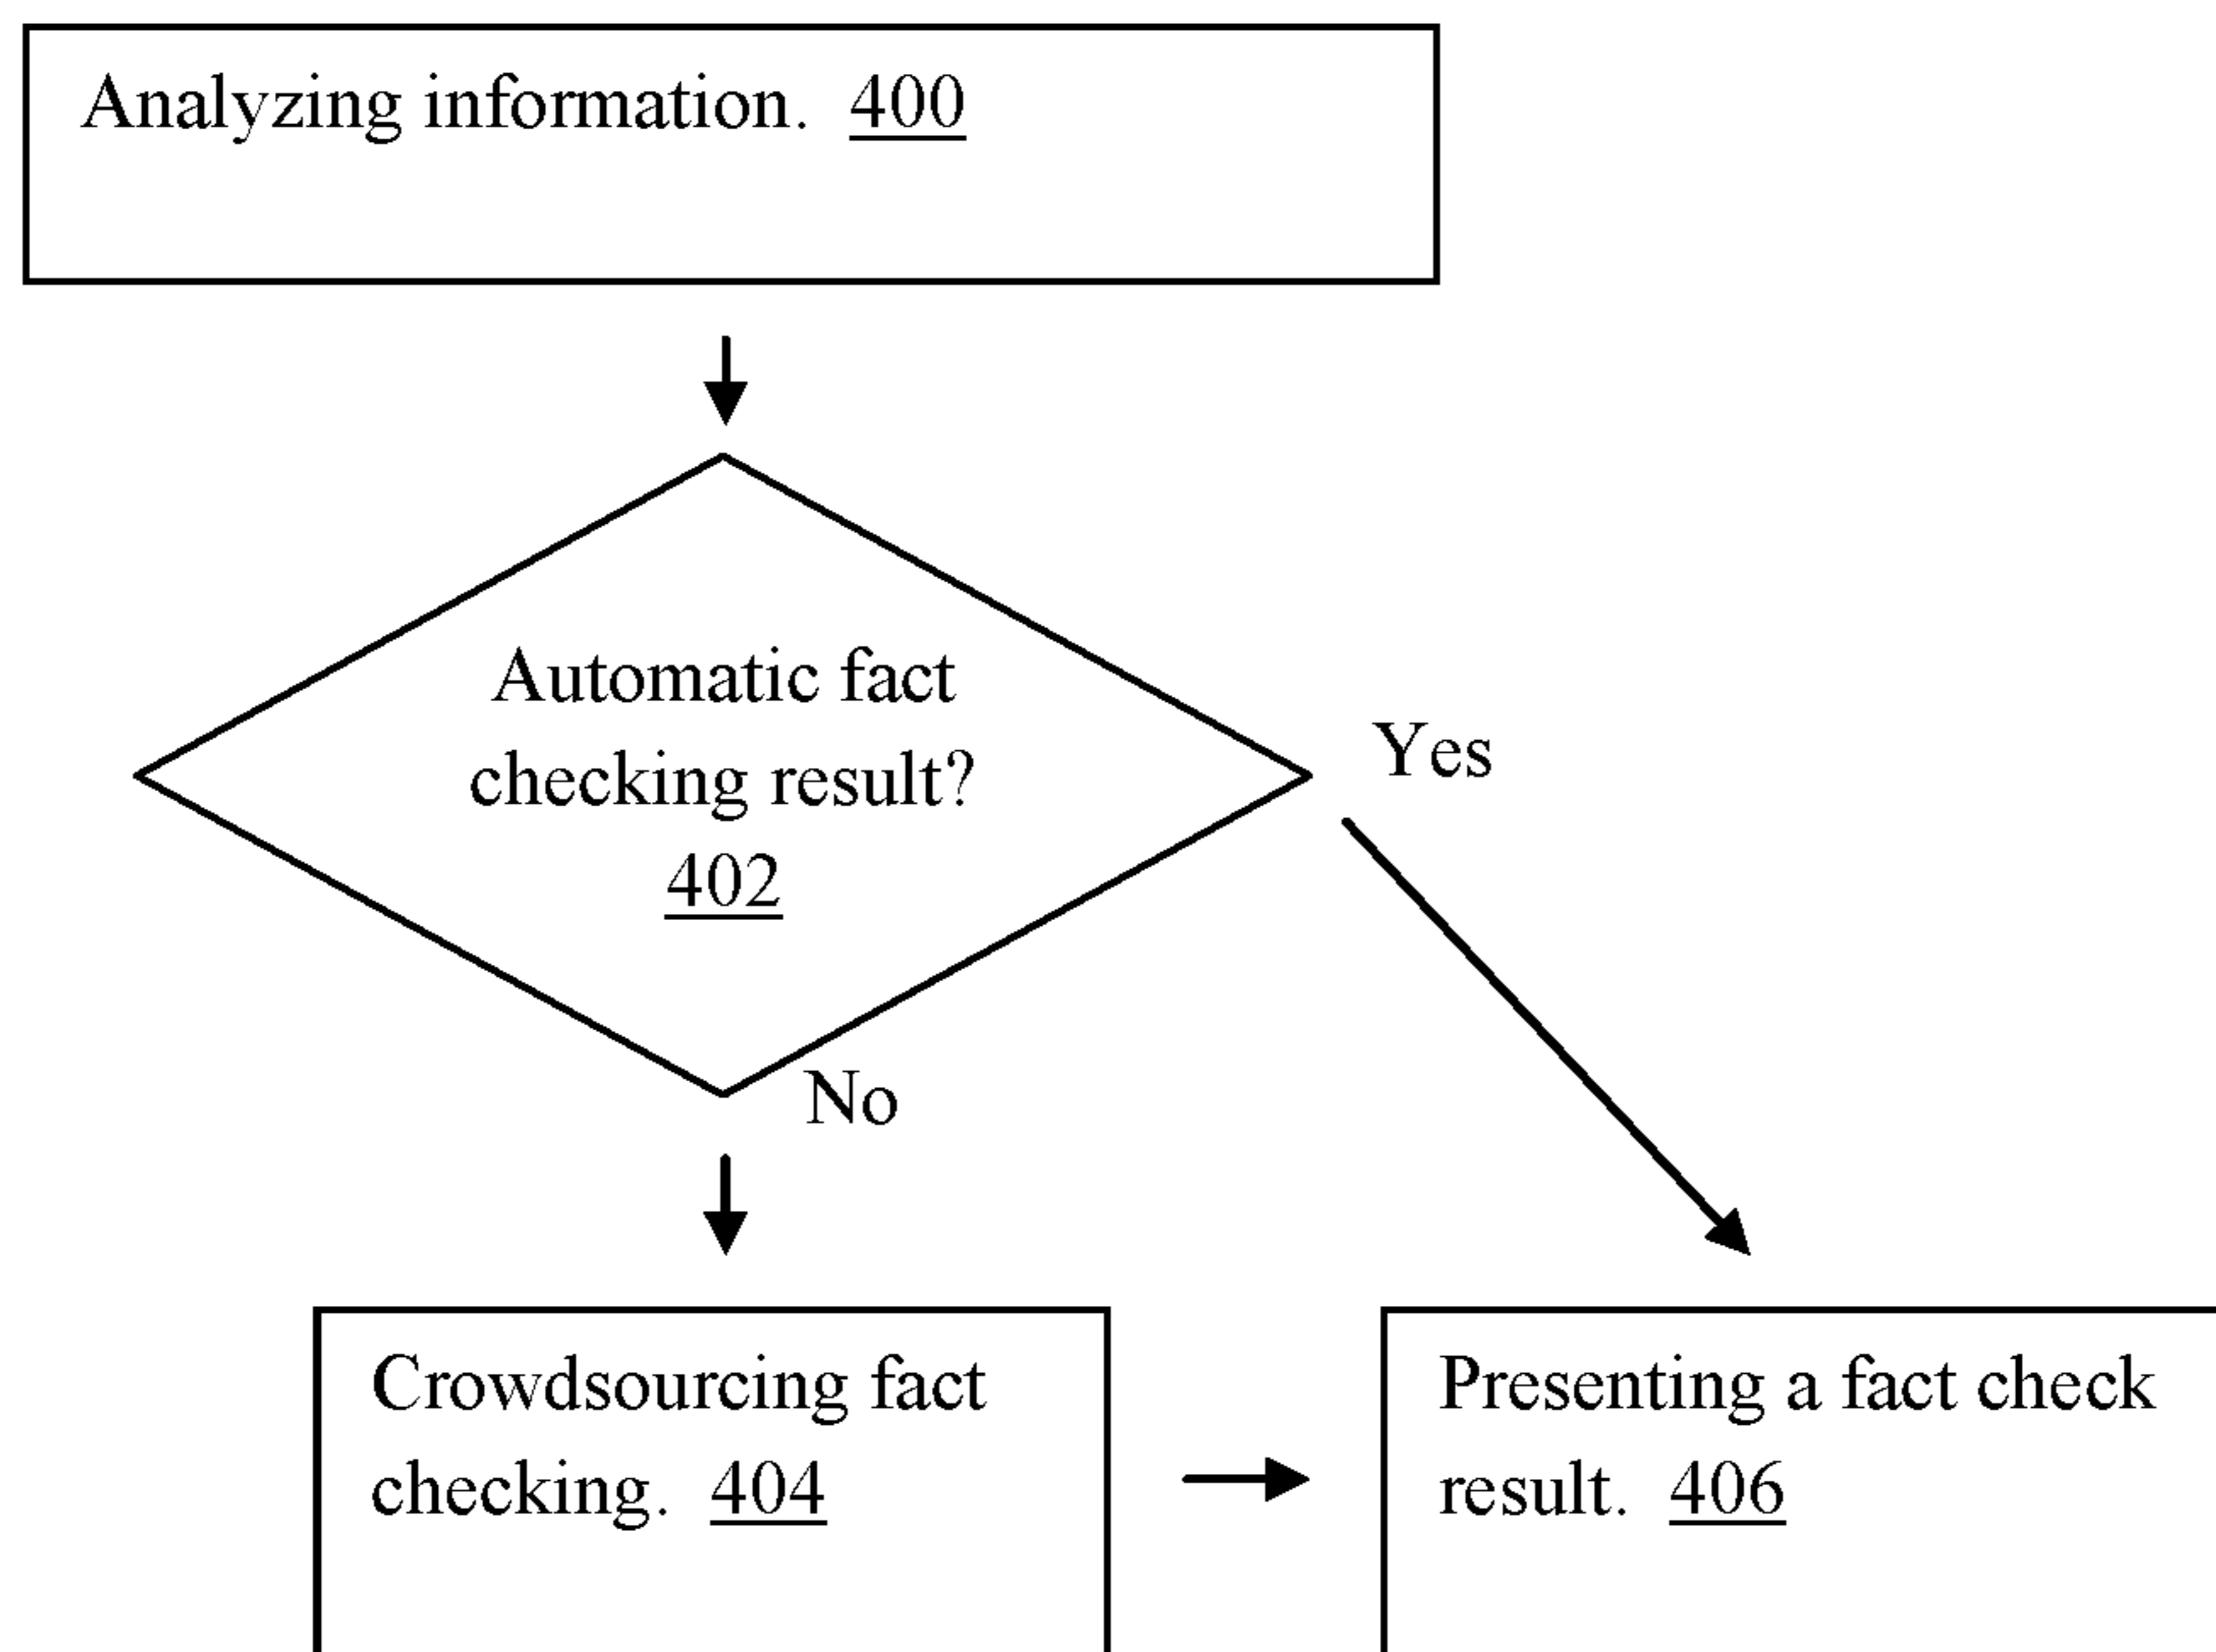 Analyzing information. 400
Automatic fact
checking result?
402
Yes
No
Crowdsourcing fact
checking. 404
Presenting a fact check
result. 406